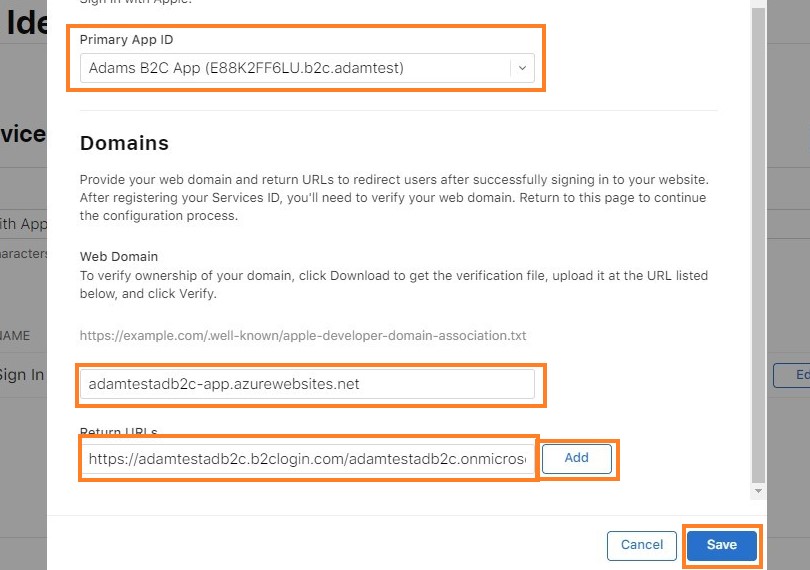 Sign in with Apple.
Ide
Primary App ID
Adams B2C App (E88K2FF6LU.b2c.adamtest)
Domains
vice
Provide your web domain and return URLs to redirect users after successfully signing in to your website.
After registering your Services ID, you'll need to verify your web domain. Return to this page to continue
the configuration process.
ith App
aracters
Web Domain
To verify ownership of your domain, click Download to get the verification file, upload it at the URL listed
below, and click Verify.
NAME
https://example.com/.well-known/apple-developer-domain-association.txt
Sign In
Ed
adamtestadb2c-app.azurewebsites.net
Return URLs
https://adamtestadb2c.b2clogin.com/adamtestadb2c.onmicroso
Add
Cancel
Save